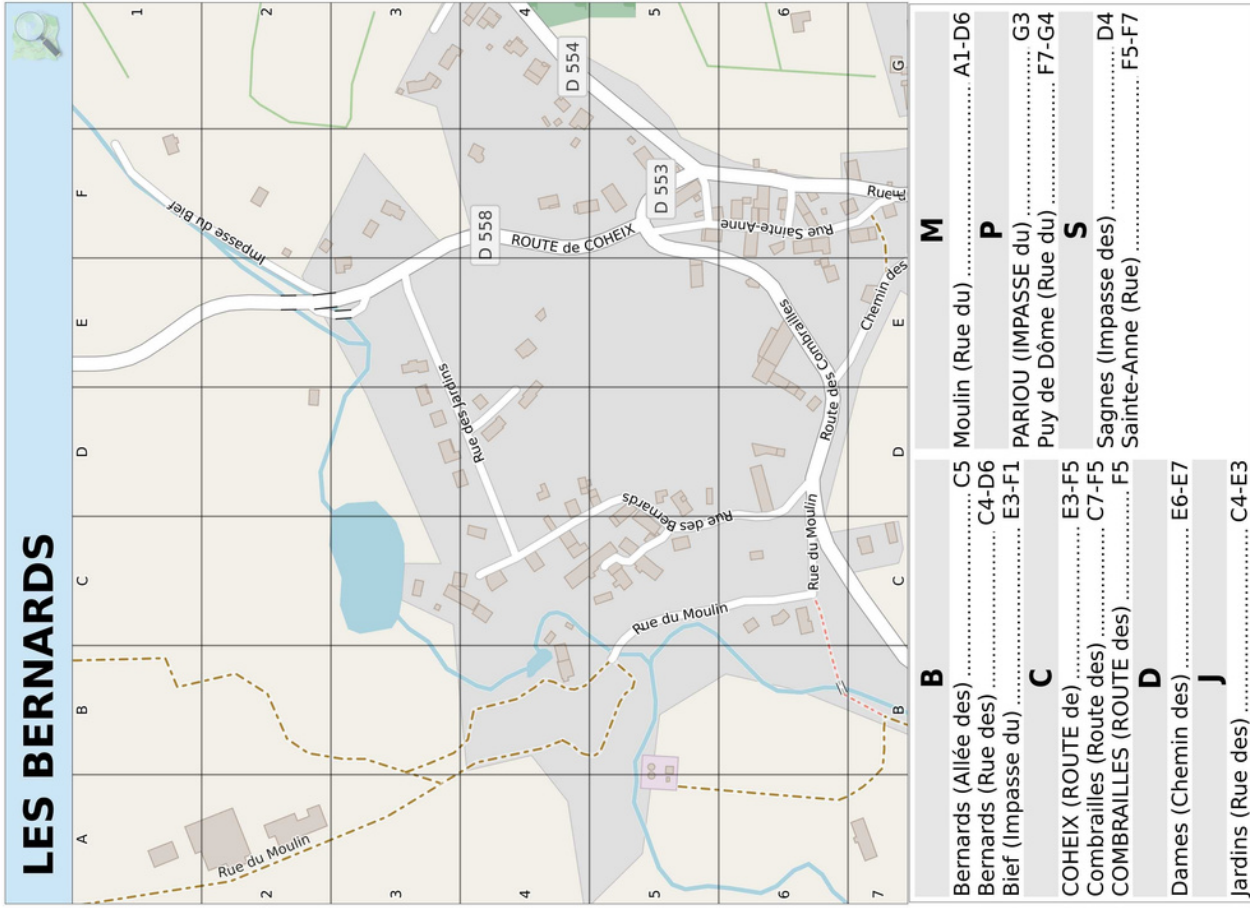 LES BERNARDS
A B C D E F G
1
2
3
4
5
6
7
Impasse du Bief
Rue du Moulin
Rue des Jardins
D 558
D 554
ROUTE de COHEIX
D 553
Rue des Bernards
Rue du Moulin
Rue Sainte-Anne
Route des Combrailles
Rue du Moulin
Chemin des
B
Bernards (Allée des) C5
Bernards (Rue des) C4-D6
Bief (Impasse du) E3-F1
C
COHEIX (ROUTE de) E3-F5
Combrailles (Route des) C7-F5
COMBRAILLES (ROUTE des) F5
D
Dames (Chemin des) E6-E7
J
Jardins (Rue des) C4-E3
M
Moulin (Rue du) A1-D6
P
PARIOU (IMPASSE du) G3
Puy de Dôme (Rue du) F7-G4
S
Sagnes (Impasse des) D4
Sainte-Anne (Rue) F5-F7